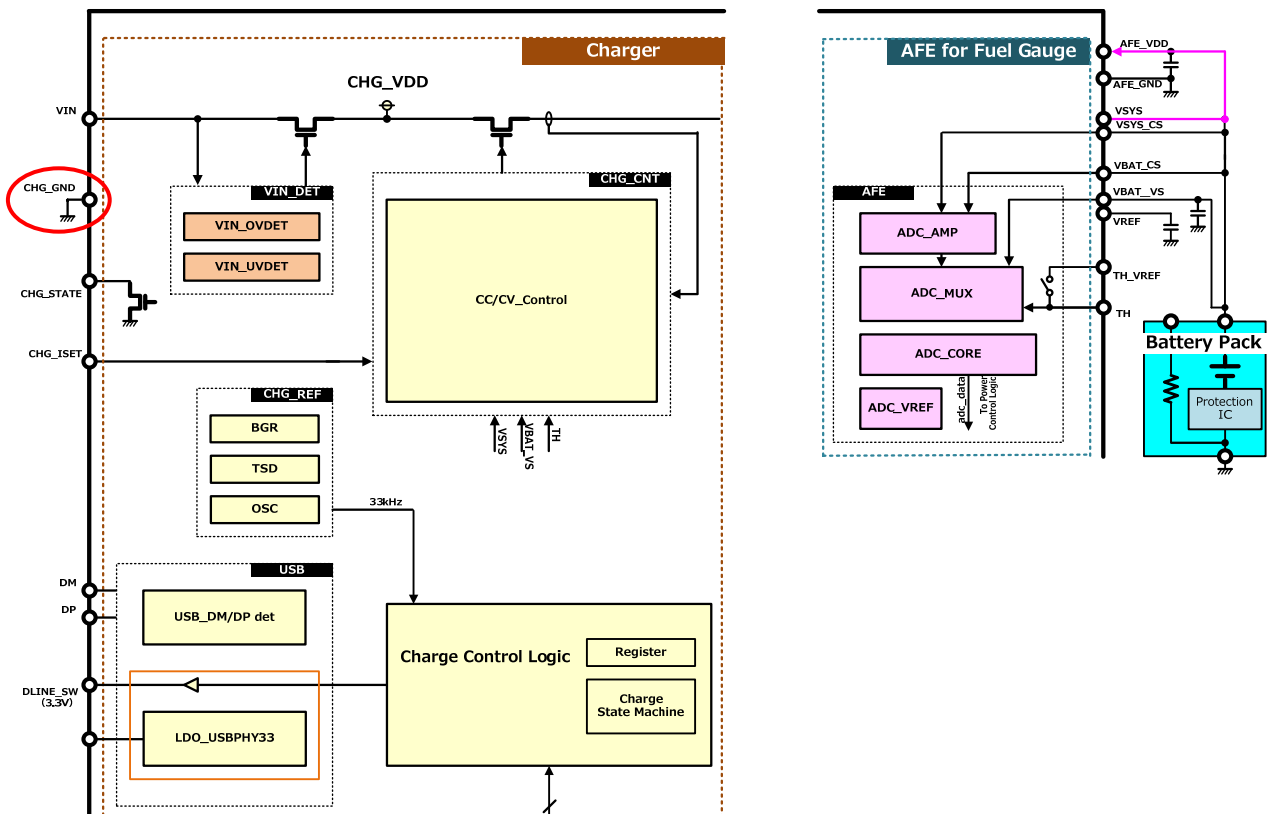 Charger
AFE for Fuel Gauge
CHG_VDD
VIN
CHG_GND
VIN_DET
VIN_OVDET
VIN_UVDET
CHG_CNT
CC/CV_Control
CHG_STATE
CHG_ISET
CHG_REF
BGR
TSD
OSC
33kHz
VSYS
VBAT_VS
TH
USB
DM
DP
USB_DM/DP det
DLINE_SW
(3.3V)
LDO_USBPHY33
Charge Control Logic
Register
Charge
State Machine
AFE
ADC_AMP
ADC_MUX
ADC_CORE
ADC_VREF
adc_data
To Power
Control Logic
AFE_VDD
AFE_GND
VSYS
VSYS_CS
VBAT_CS
VBAT__VS
VREF
TH_VREF
TH
Battery Pack
Protection
IC